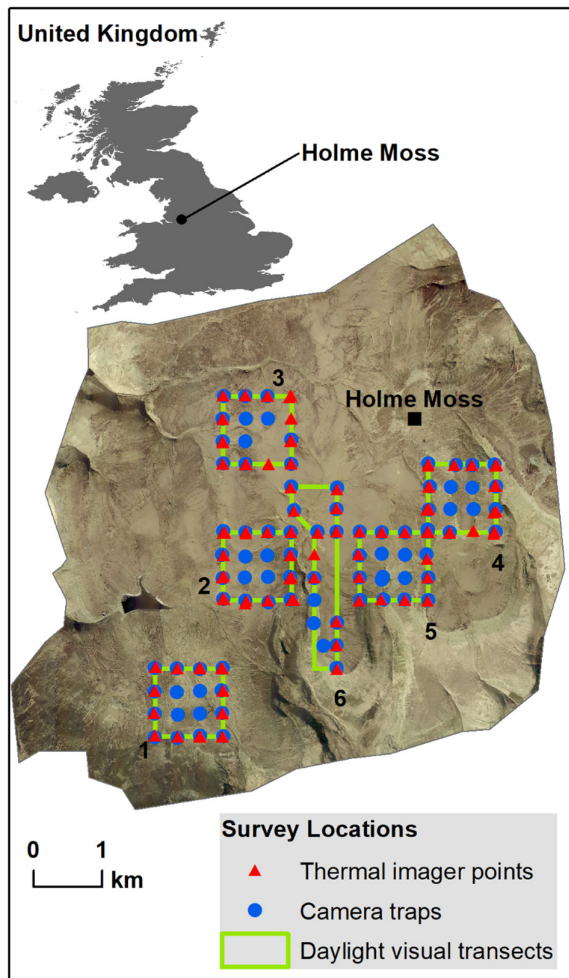 United Kingdom
Holme Moss
3
Holme Moss
2
4
5
6
1
0 1
km
Survey Locations
Thermal imager points
Camera traps
Daylight visual transects